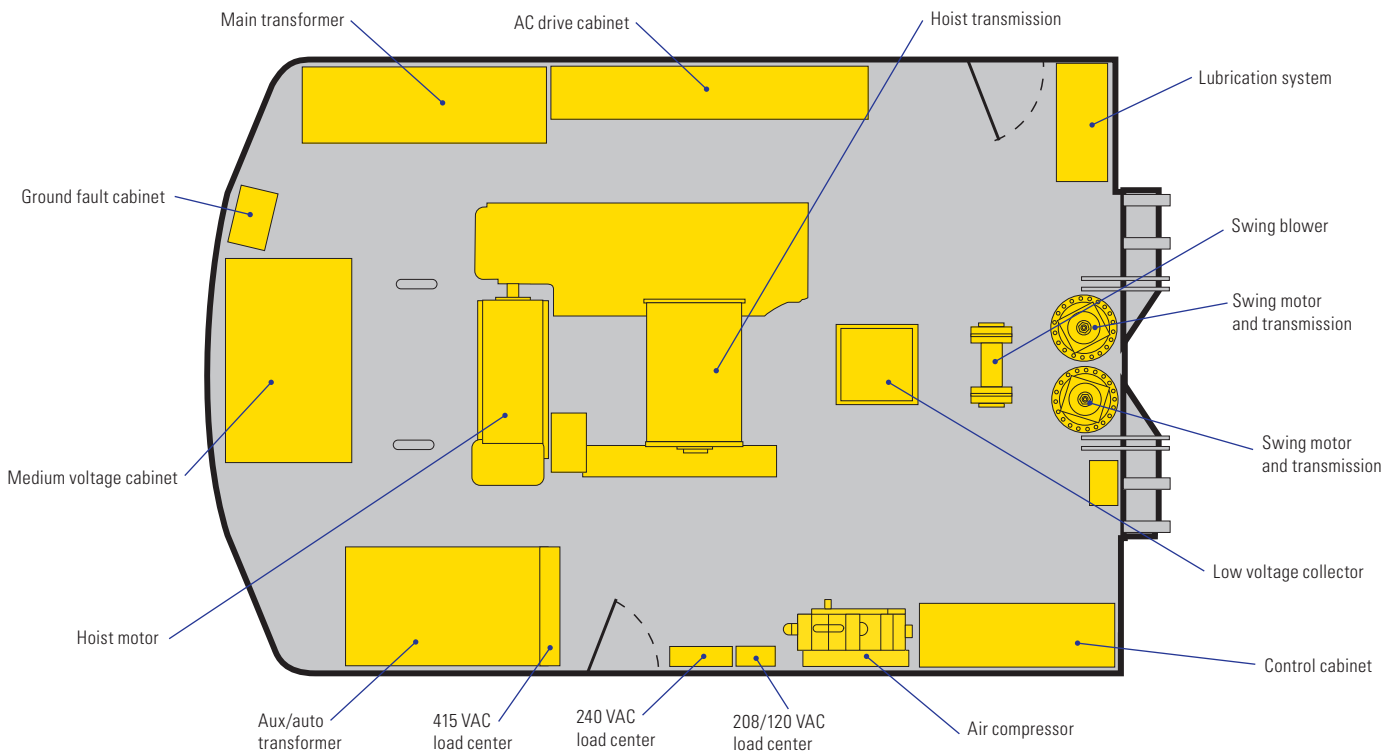 Main transformer
AC drive cabinet
Hoist transmission
Lubrication system
Ground fault cabinet
Swing blower
Swing motor
and transmission
Swing motor
and transmission
Medium voltage cabinet
Low voltage collector
Hoist motor
Control cabinet
Aux/auto
transformer
415 VAC
load center
240 VAC
load center
208/120 VAC
load center
Air compressor